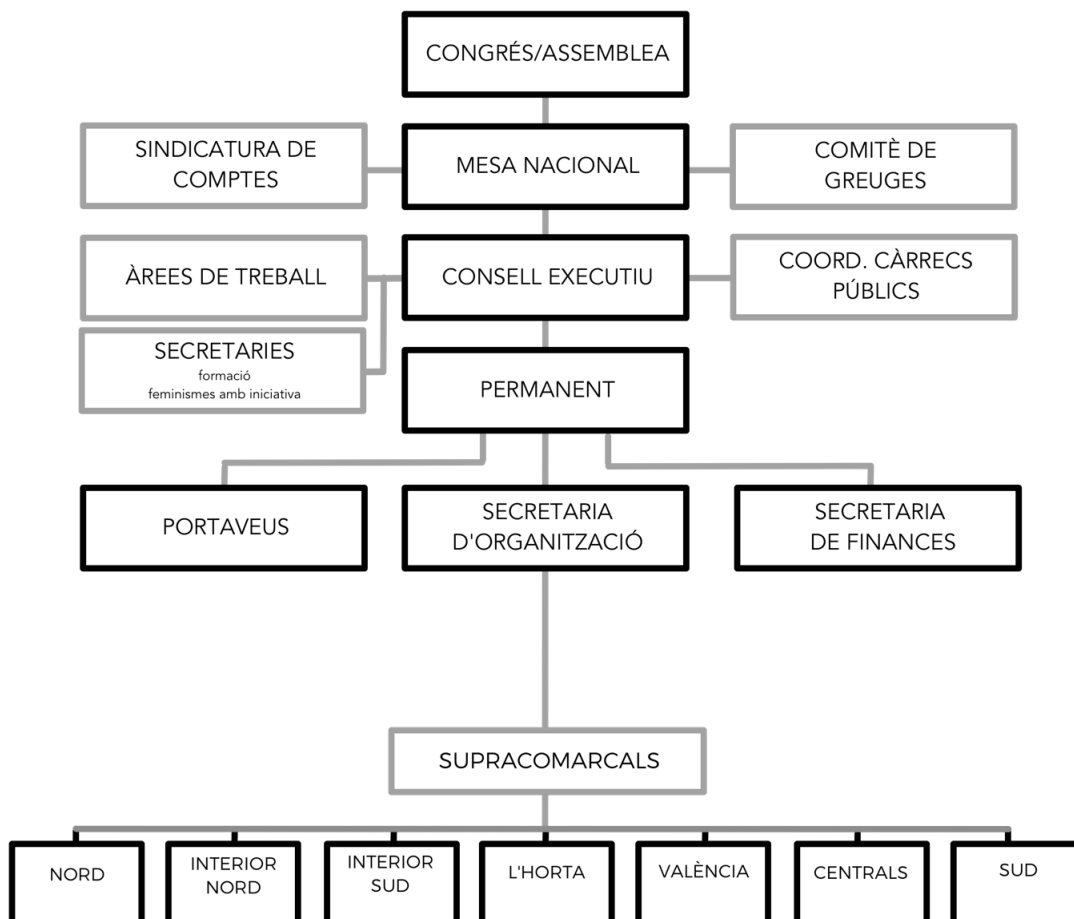 CONGRÉS/ASSEMBLEA
SINDICATURA DE
COMPTES
MESA NACIONAL
COMITÈ DE
GREUGES
ÀREES DE TREBALL
CONSELL EXECUTIU
COORD. CÀRRECS
PÚBLICS
SECRETARIES
formació
feminismes amb iniciativa
PERMANENT
PORTAVEUS
SECRETARIA
D'ORGANITZACIÓ
SECRETARIA
DE FINANCES
SUPRACOMARCALS
NORD
INTERIOR
NORD
INTERIOR
SUD
L'HORTA
VALÈNCIA
CENTRALS
SUD